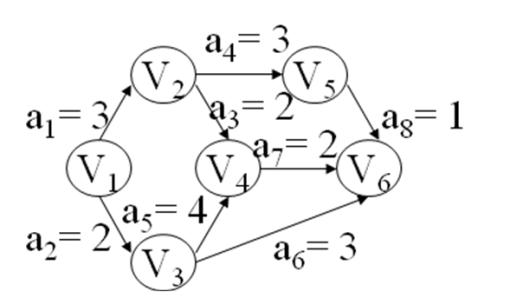 a₄= 3
V₂
V₅
a₁= 3
a₃= 2
a₈= 1
a₇= 2
V₁
V₄
V₆
a₅= 4
a₂= 2
V₃
a₆= 3